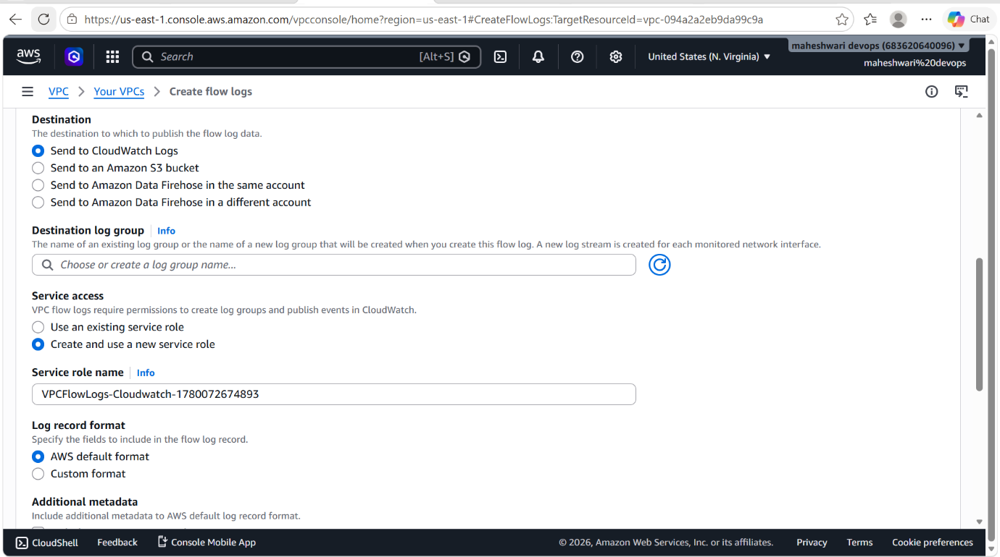 https://us-east-1.console.aws.amazon.com/vpcconsole/home?region=us-east-1#CreateFlowLogs:TargetResourceId=vpc-094a2a2eb9da99c9a
Chat
aws
Search
[Alt+S]
United States (N. Virginia)
maheshwari devops (683620640096)
maheshwari%20devops
VPC
Your VPCs
Create flow logs
Destination
The destination to which to publish the flow log data.
Send to CloudWatch Logs
Send to an Amazon S3 bucket
Send to Amazon Data Firehose in the same account
Send to Amazon Data Firehose in a different account
Destination log group
Info
The name of an existing log group or the name of a new log group that will be created when you create this flow log. A new log stream is created for each monitored network interface.
Choose or create a log group name...
Service access
VPC flow logs require permissions to create log groups and publish events in CloudWatch.
Use an existing service role
Create and use a new service role
Service role name
Info
VPCFlowLogs-Cloudwatch-1780072674893
Log record format
Specify the fields to include in the flow log record.
AWS default format
Custom format
Additional metadata
Include additional metadata to AWS default log record format.
CloudShell
Feedback
Console Mobile App
© 2026, Amazon Web Services, Inc. or its affiliates.
Privacy
Terms
Cookie preferences